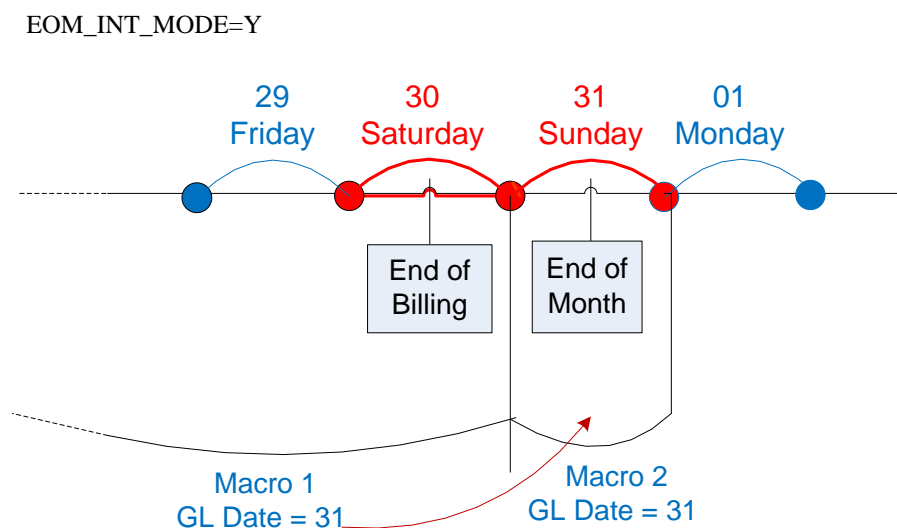 EOM_INT_MODE=Y
29
Friday
30
Saturday
31
Sunday
01
Monday
End of
Billing
End of
Month
Macro 1
GL Date = 31
Macro 2
GL Date = 31